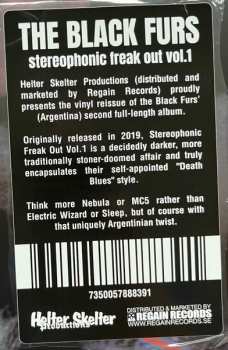 THE BLACK FURS
stereophonic freak out vol.1
Helter Skelter Productions (distributed and
marketed by Regain Records) proudly
presents the vinyl reissue of the Black Furs'
(Argentina) second full-length album.
Originally released in 2019, Stereophonic
Freak Out Vol.1 is a decidedly darker, more
traditionally stoner-doomed affair and truly
encapsulates their self-appointed "Death
Blues" style.
Think more Nebula or MC5 rather than
Electric Wizard or Sleep, but of course with
that uniquely Argentinian twist.
Helter Skelter
productions
7350057888391
DISTRIBUTED & MARKETED BY
REGAIN RECORDS
WWW.REGAINRECORDS.SE